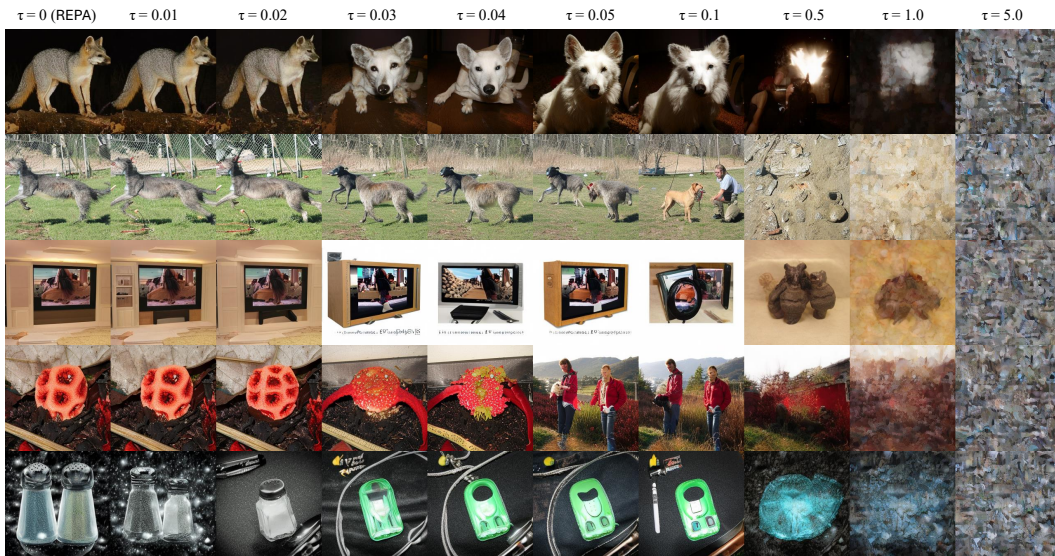 τ = 0 (REPA) τ = 0.01 τ = 0.02 τ = 0.03 τ = 0.04 τ = 0.05 τ = 0.1 τ = 0.5 τ = 1.0 τ = 5.0